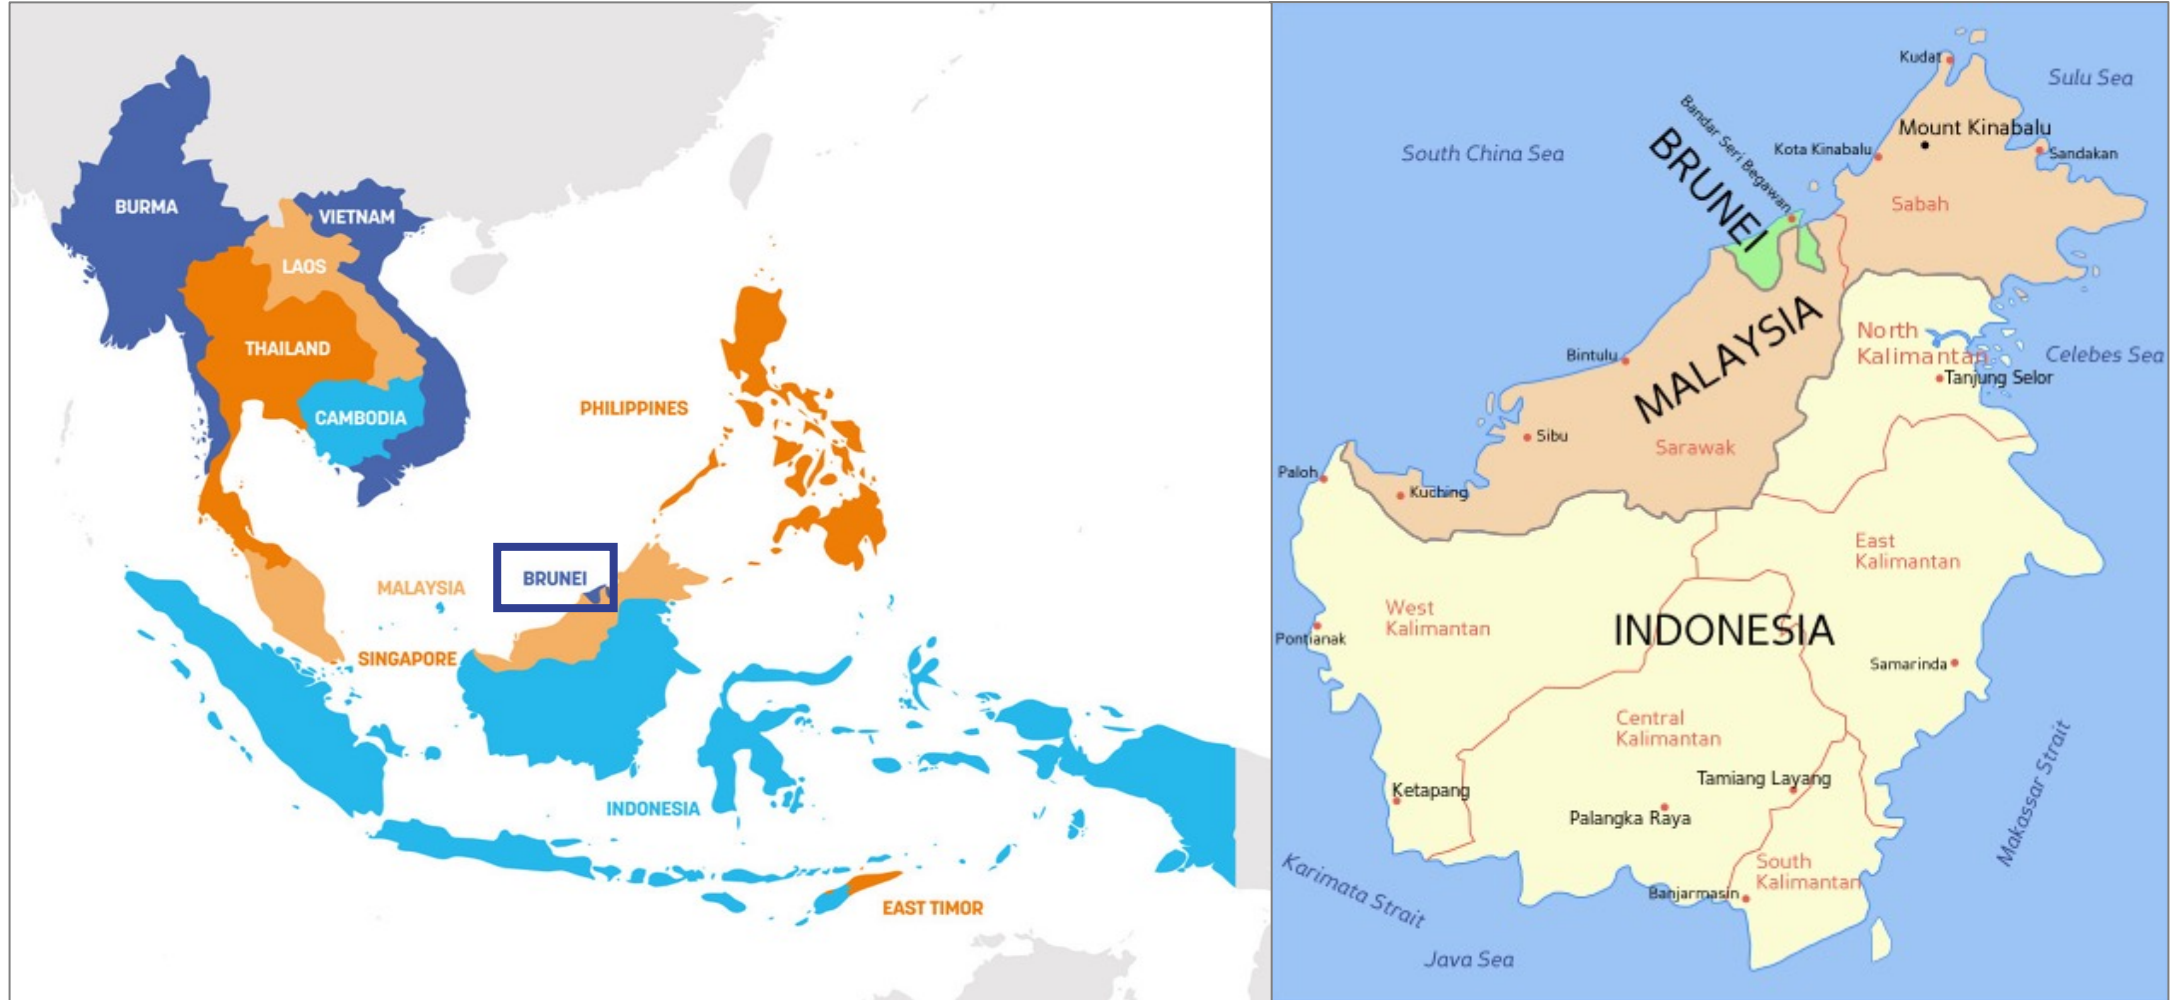 BURMA
VIETNAM
LAOS
THAILAND
CAMBODIA
PHILIPPINES
BRUNEI
MALAYSIA
SINGAPORE
INDONESIA
EAST TIMOR
Kudat
Sulu Sea
Bandar Seri Begawan
BRUNEI
South China Sea
Mount Kinabalu
Kota Kinabalu
Sandakan
Sabah
MALAYSIA
North
Kalimantan
Bintulu
Celebes Sea
Tanjung Selor
Sibu
Sarawak
Paloh
Kuching
East
Kalimantan
West
Kalimantan
INDONESIA
Pontianak
Samarinda
Central
Kalimantan
Makassar Strait
Tamiang Layang
Ketapang
Palangka Raya
South
Kalimantan
Karimata Strait
Banjarmasin
Java Sea